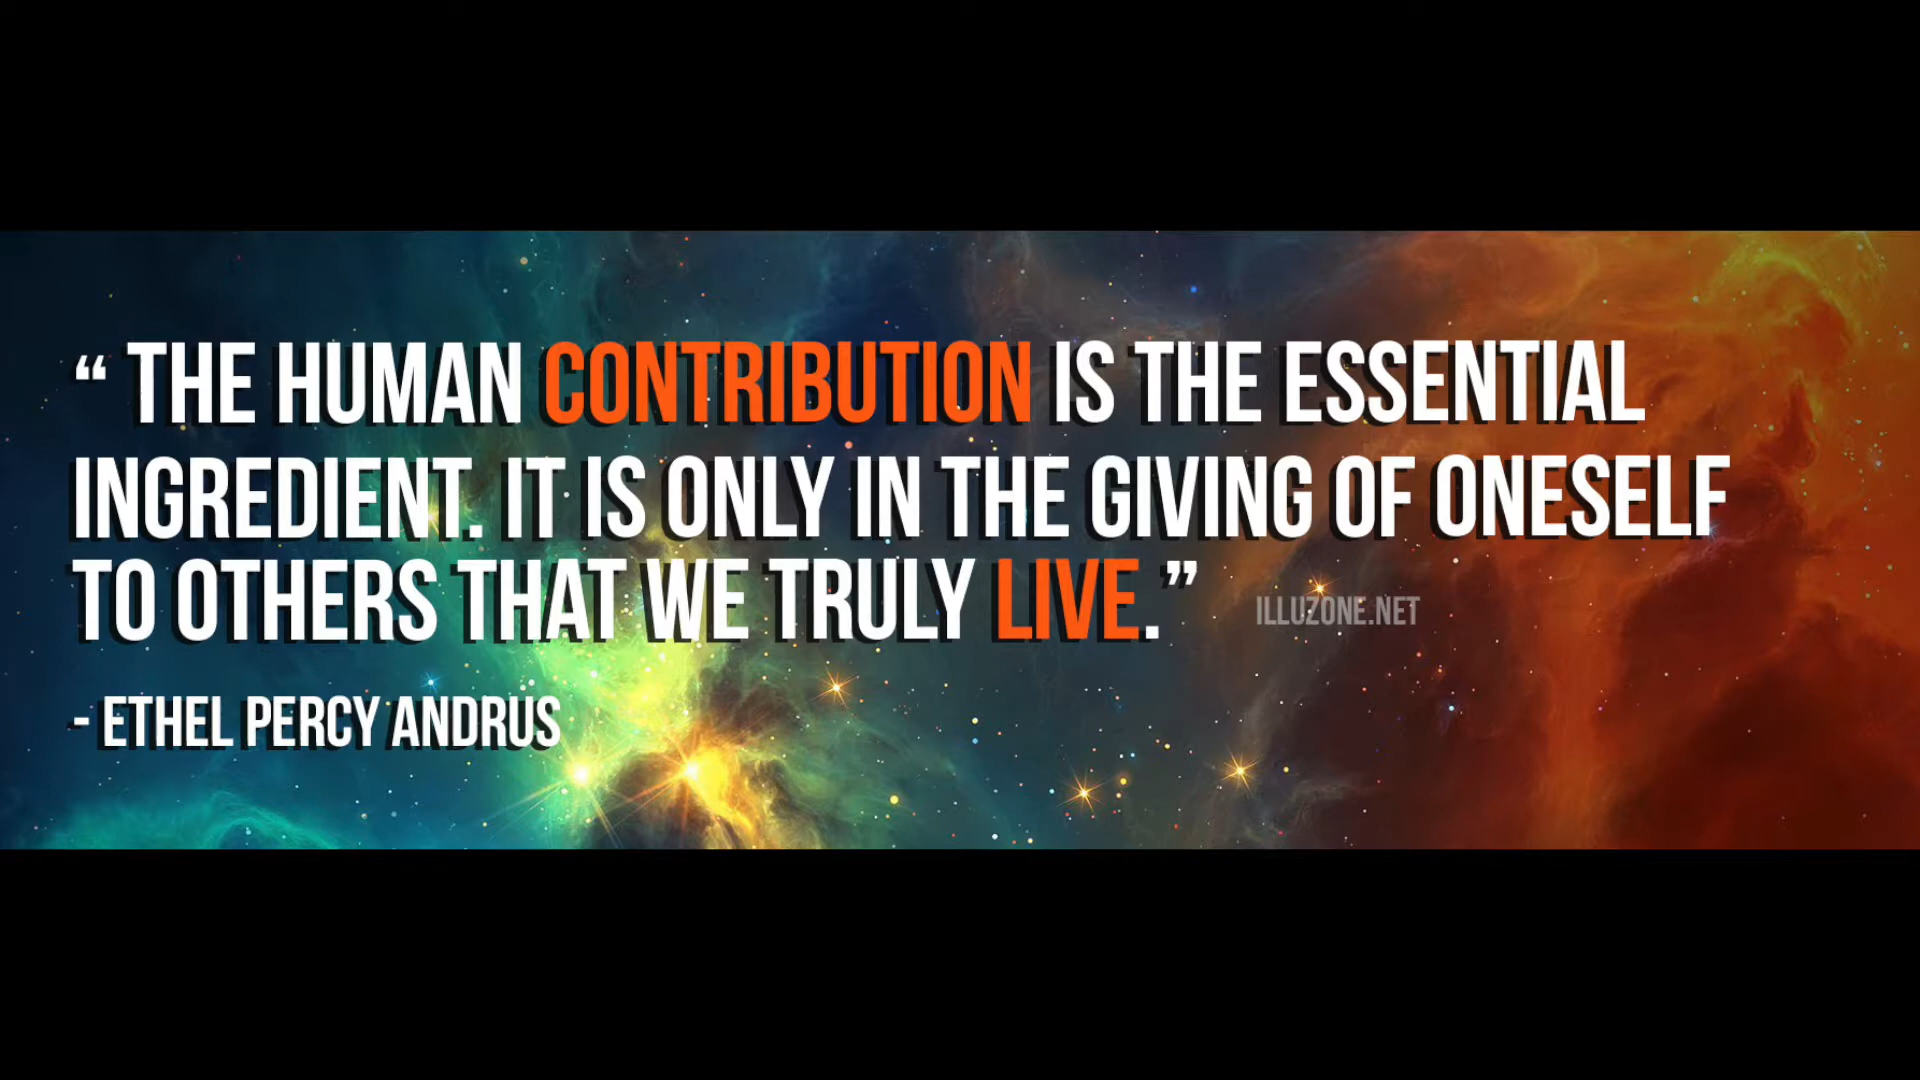 “ THE HUMAN CONTRIBUTION IS THE ESSENTIAL
INGREDIENT. IT IS ONLY IN THE GIVING OF ONESELF
TO OTHERS THAT WE TRULY LIVE.”
ILLUZONE.NET
- ETHEL PERCY ANDRUS